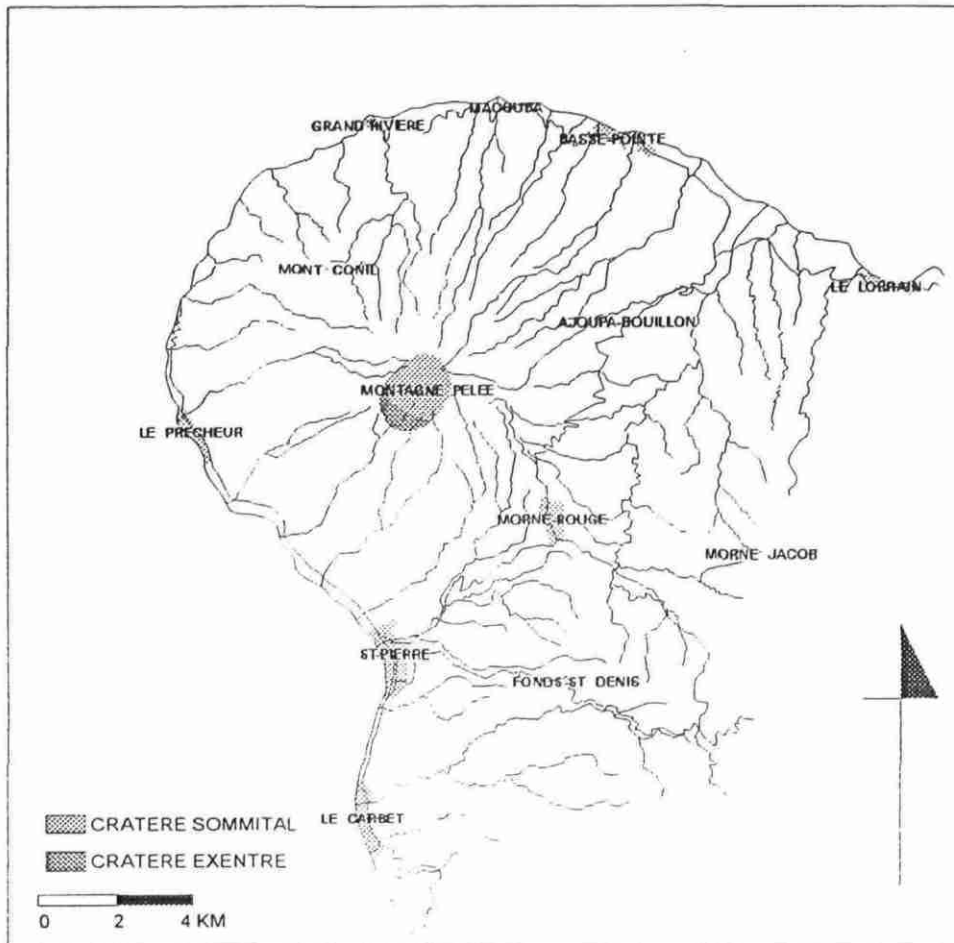 MACOUBA
GRAND RIVIERE
BASSE-POINTE
MONT CONIL
LE LORRAIN
AJOUPA-BOUILLON
MONTAGNE PELEE
LE PRECHEUR
MORNE-ROUGE
MORNE JACOB
ST-PIERRE
FONDS-ST DENIS
LE CARBET
CRATERE SOMMITAL
CRATERE EXENTRE
0 2 4 KM